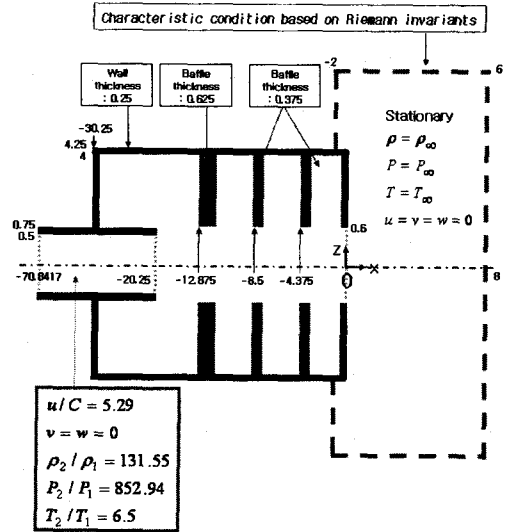 Characteristic condition based on Riemann invariants
-2
6
Wall thickness : 0.25
Baffle thickness : 0.625
Baffle thickness : 0.375
Stationary
ρ = ρ∞
P = P∞
T = T∞
u = v = w = 0
-30.25
4.25
4
0.75
0.5
0.6
Z
X
0
8
-70.8417
-20.25
-12.875
-8.5
-4.375
u / C = 5.29
v = w = 0
ρ2 / ρ1 = 131.55
P2 / P1 = 852.94
T2 / T1 = 6.5